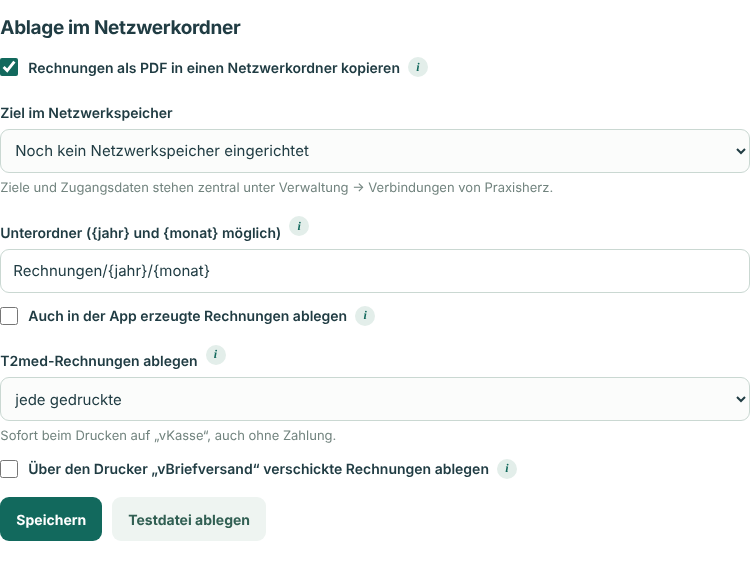 Ablage im Netzwerkordner
Rechnungen als PDF in einen Netzwerkordner kopieren i
Ziel im Netzwerkspeicher
Noch kein Netzwerkspeicher eingerichtet
Ziele und Zugangsdaten stehen zentral unter Verwaltung → Verbindungen von Praxisherz.
Unterordner ({jahr} und {monat} möglich) i
Rechnungen/{jahr}/{monat}
Auch in der App erzeugte Rechnungen ablegen i
T2med-Rechnungen ablegen i
jede gedruckte
Sofort beim Drucken auf „vKasse“, auch ohne Zahlung.
Über den Drucker „vBriefversand“ verschickte Rechnungen ablegen i
Speichern Testdatei ablegen